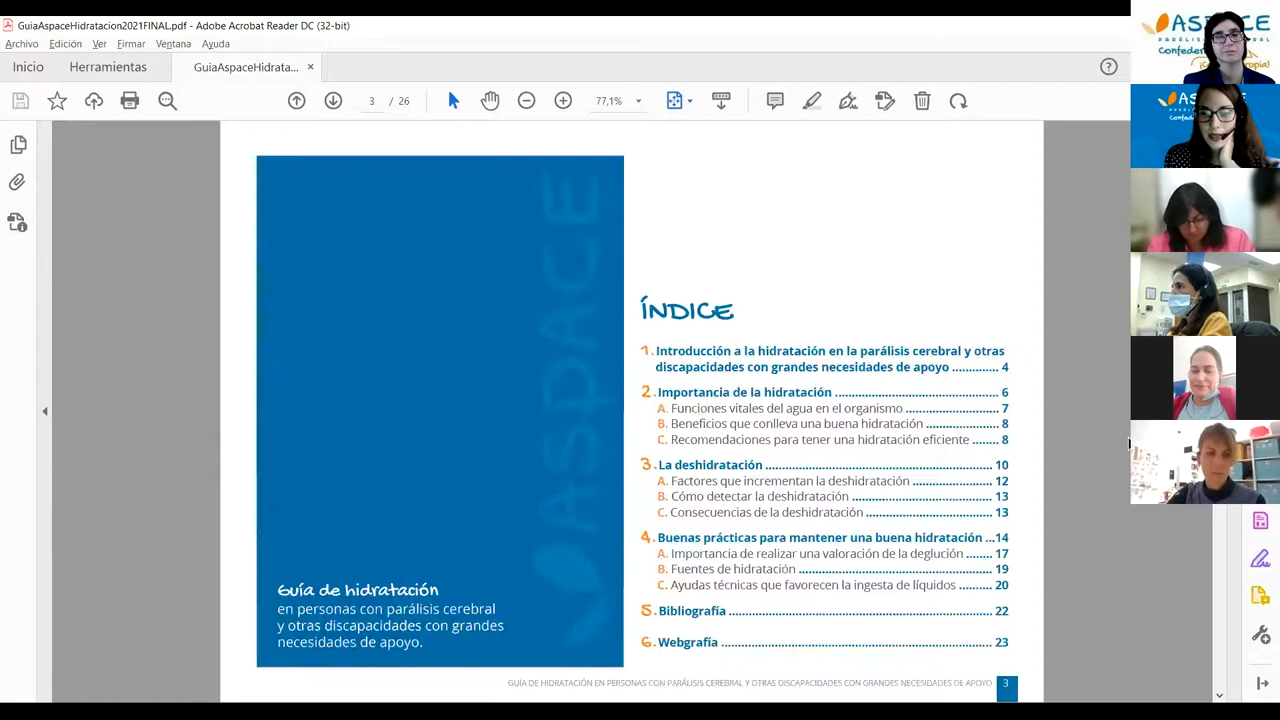 GuiaAspaceHidratacion2021FINAL.pdf - Adobe Acrobat Reader DC (32-bit)
Archivo Edición Ver Firmar Ventana Ayuda
Inicio Herramientas GuiaAspaceHidrata... ×
3 / 26 77,1%
ASPACE
Guía de hidratación
en personas con parálisis cerebral
y otras discapacidades con grandes
necesidades de apoyo.
ÍNDICE
1. Introducción a la hidratación en la parálisis cerebral y otras
discapacidades con grandes necesidades de apoyo ............ 4
2. Importancia de la hidratación ........................................ 6
A. Funciones vitales del agua en el organismo ...................... 7
B. Beneficios que conlleva una buena hidratación ................. 8
C. Recomendaciones para tener una hidratación eficiente ........ 8
3. La deshidratación ......................................................... 10
A. Factores que incrementan la deshidratación .................... 12
B. Cómo detectar la deshidratación ................................... 13
C. Consecuencias de la deshidratación ................................ 13
4. Buenas prácticas para mantener una buena hidratación ...14
A. Importancia de realizar una valoración de la deglución ....... 17
B. Fuentes de hidratación ................................................ 19
C. Ayudas técnicas que favorecen la ingesta de líquidos .......... 20
5. Bibliografía .................................................................. 22
6. Webgrafía .................................................................... 23
GUÍA DE HIDRATACIÓN EN PERSONAS CON PARÁLISIS CEREBRAL Y OTRAS DISCAPACIDADES CON GRANDES NECESIDADES DE APOYO 3